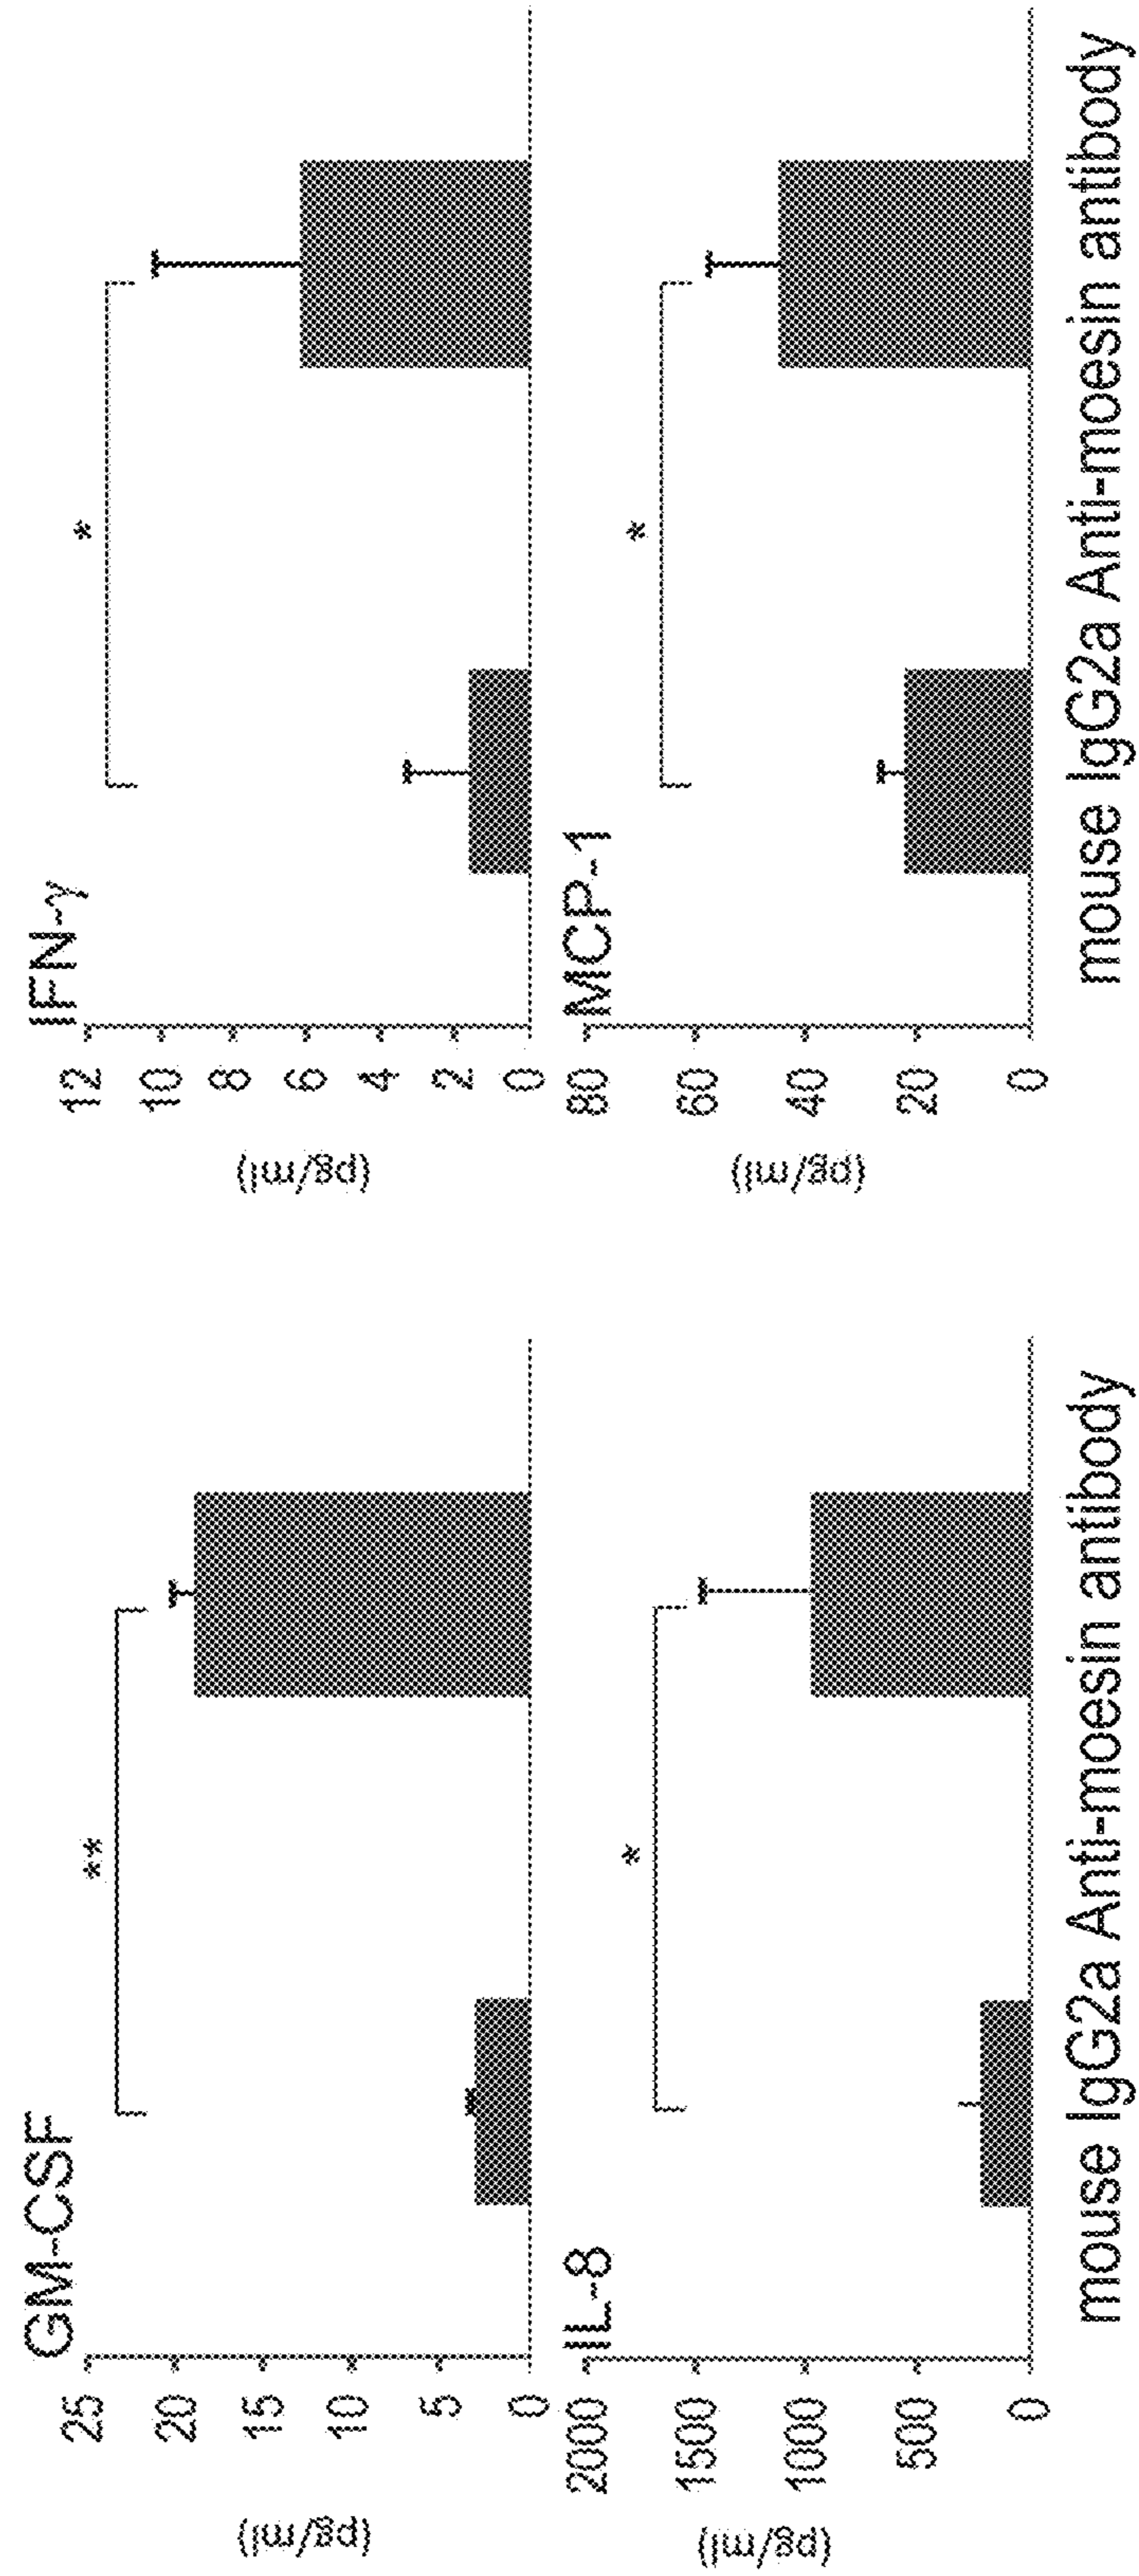 GM-CSF
**
25
20
15
10
5
0
(pg/ml)
IFN-γ
*
12
10
8
6
4
2
0
(pg/ml)
IL-8
*
2000
1500
1000
500
0
(pg/ml)
mouse IgG2a Anti-moesin antibody
MCP-1
*
80
60
40
20
0
(pg/ml)
mouse IgG2a Anti-moesin antibody